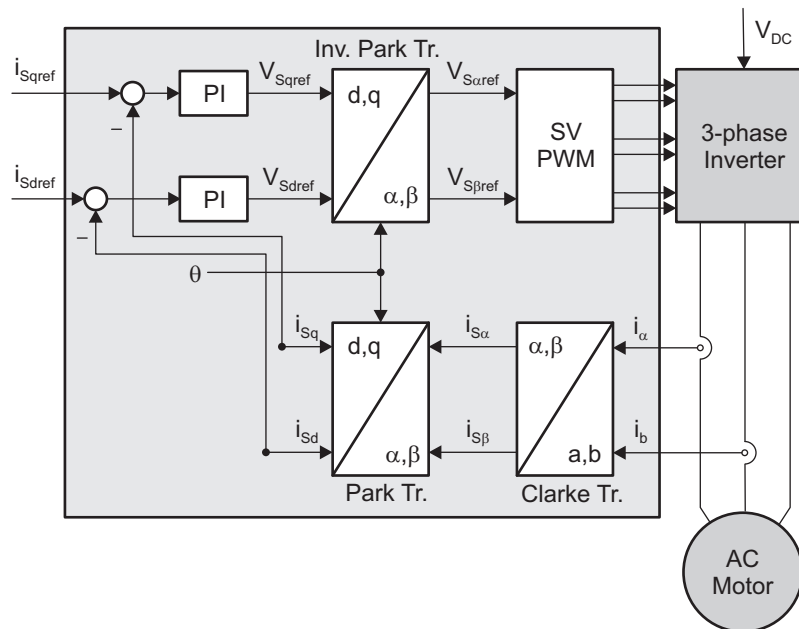 V_DC
Inv. Park Tr.
i_Sqref
PI
V_Sqref
d,q
α,β
V_Sαref
SV
PWM
3-phase
Inverter
–
i_Sdref
PI
V_Sdref
V_Sβref
–
θ
i_Sq
d,q
α,β
i_Sα
α,β
a,b
i_α
i_Sd
i_Sβ
i_b
Park Tr.
Clarke Tr.
AC
Motor